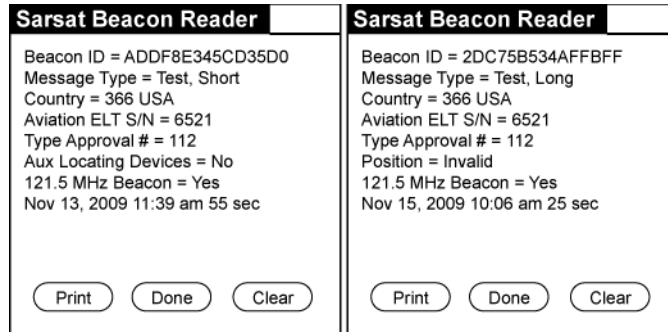 Sarsat Beacon Reader
Beacon ID = ADDF8E345CD35D0
Message Type = Test, Short
Country = 366 USA
Aviation ELT S/N = 6521
Type Approval # = 112
Aux Locating Devices = No
121.5 MHz Beacon = Yes
Nov 13, 2009 11:39 am 55 sec
Print
Done
Clear
Sarsat Beacon Reader
Beacon ID = 2DC75B534AFFBFF
Message Type = Test, Long
Country = 366 USA
Aviation ELT S/N = 6521
Type Approval # = 112
Position = Invalid
121.5 MHz Beacon = Yes
Nov 15, 2009 10:06 am 25 sec
Print
Done
Clear